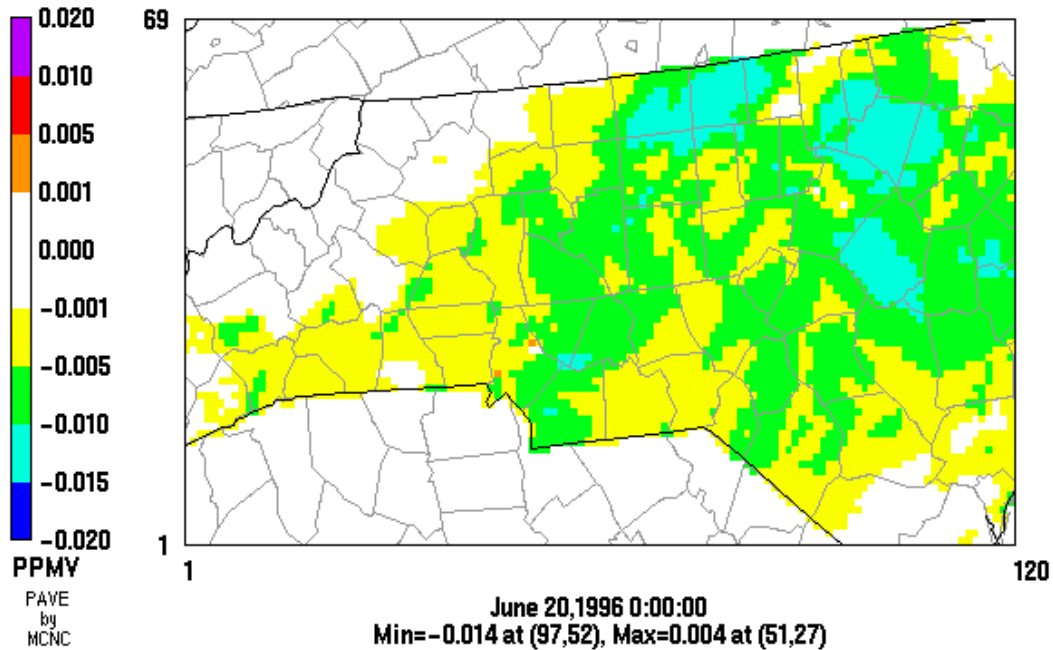 0.020
0.010
0.005
0.001
0.000
−0.001
−0.005
−0.010
−0.015
−0.020
PPMV
PAVE
by
MCNC
69
1
1
120
June 20,1996 0:00:00
Min=−0.014 at (97,52), Max=0.004 at (51,27)